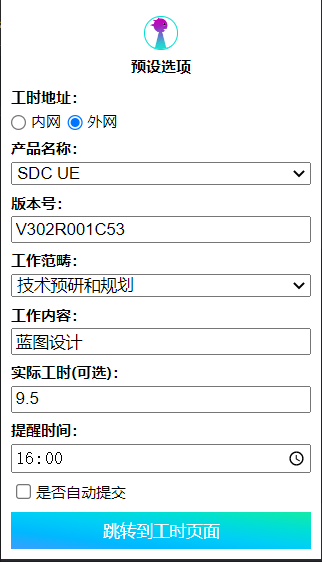 预设选项
工时地址：
内网 外网
产品名称：
SDC UE
版本号：
V302R001C53
工作范畴：
技术预研和规划
工作内容：
蓝图设计
实际工时(可选)：
9.5
提醒时间：
16:00
是否自动提交
跳转到工时页面